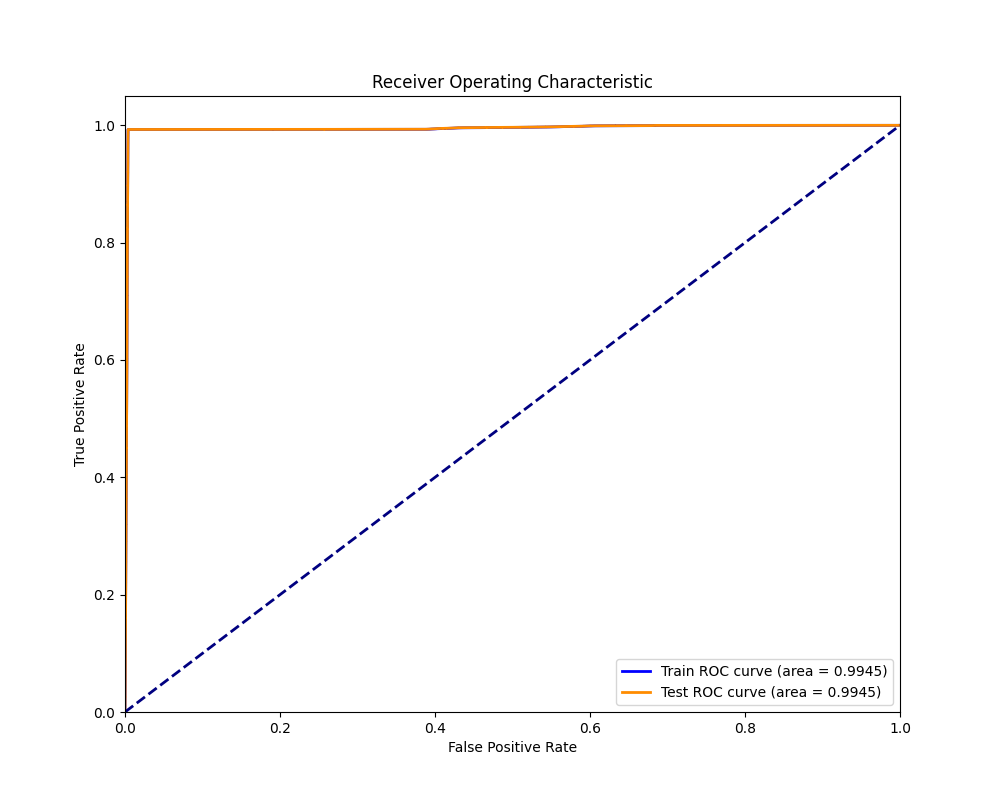 Receiver Operating Characteristic
True Positive Rate
1.0
0.8
0.6
0.4
0.2
0.0
0.0 0.2 0.4 0.6 0.8 1.0
False Positive Rate
Train ROC curve (area = 0.9945)
Test ROC curve (area = 0.9945)